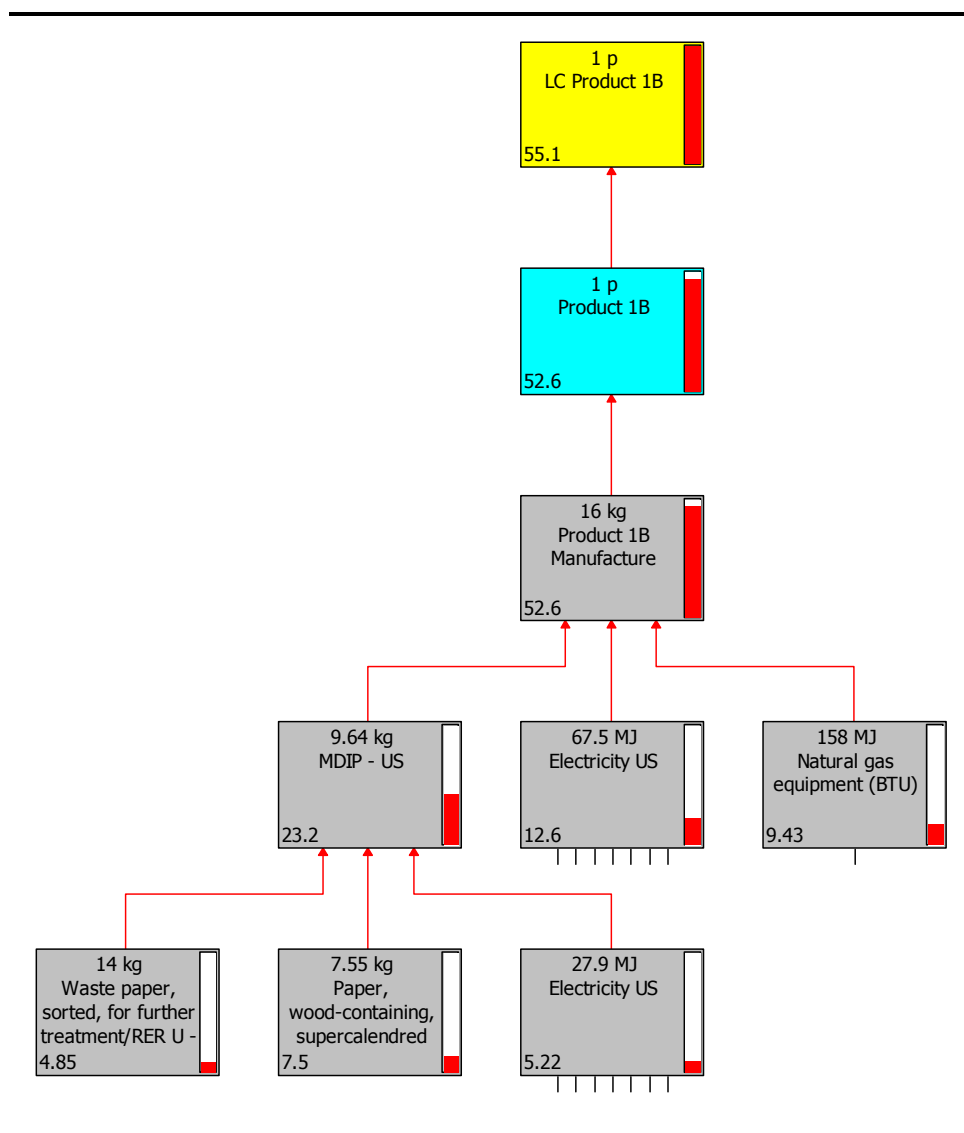 1 p
LC Product 1B
55.1
1 p
Product 1B
52.6
16 kg
Product 1B
Manufacture
52.6
9.64 kg
MDIP - US
23.2
67.5 MJ
Electricity US
12.6
158 MJ
Natural gas
equipment (BTU)
9.43
14 kg
Waste paper,
sorted, for further
treatment/RER U -
4.85
7.55 kg
Paper,
wood-containing,
supercalendred
7.5
27.9 MJ
Electricity US
5.22